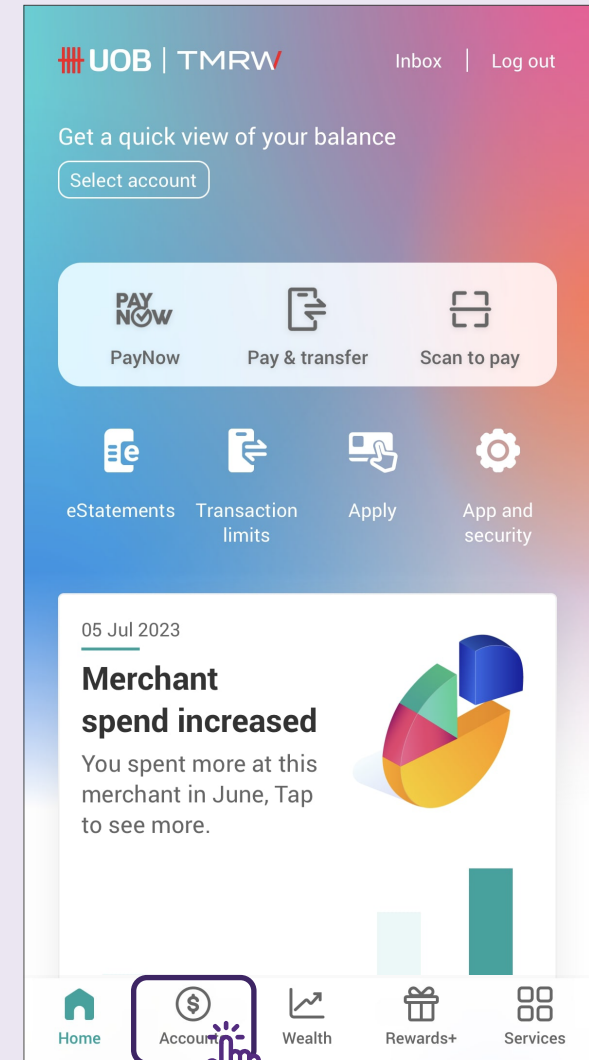 UOB | TMRW
Inbox | Log out
Get a quick view of your balance
Select account
PAY
NOW
PayNow
Pay & transfer
Scan to pay
e
eStatements
Transaction
limits
Apply
App and
security
05 Jul 2023
Merchant
spend increased
You spent more at this
merchant in June, Tap
to see more.
$
Home
Accounts
Wealth
Rewards+
Services